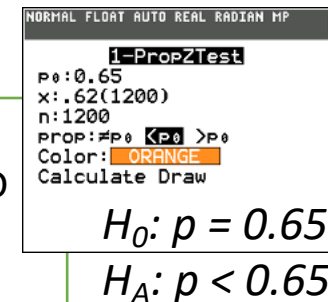 NORMAL FLOAT AUTO REAL RADIAN MP
1-PropZTest
p₀:0.65
x:.62(1200)
n:1200
prop:≠p₀ <p₀ >p₀
Color: ORANGE
Calculate Draw
H₀: p = 0.65
H_A: p < 0.65